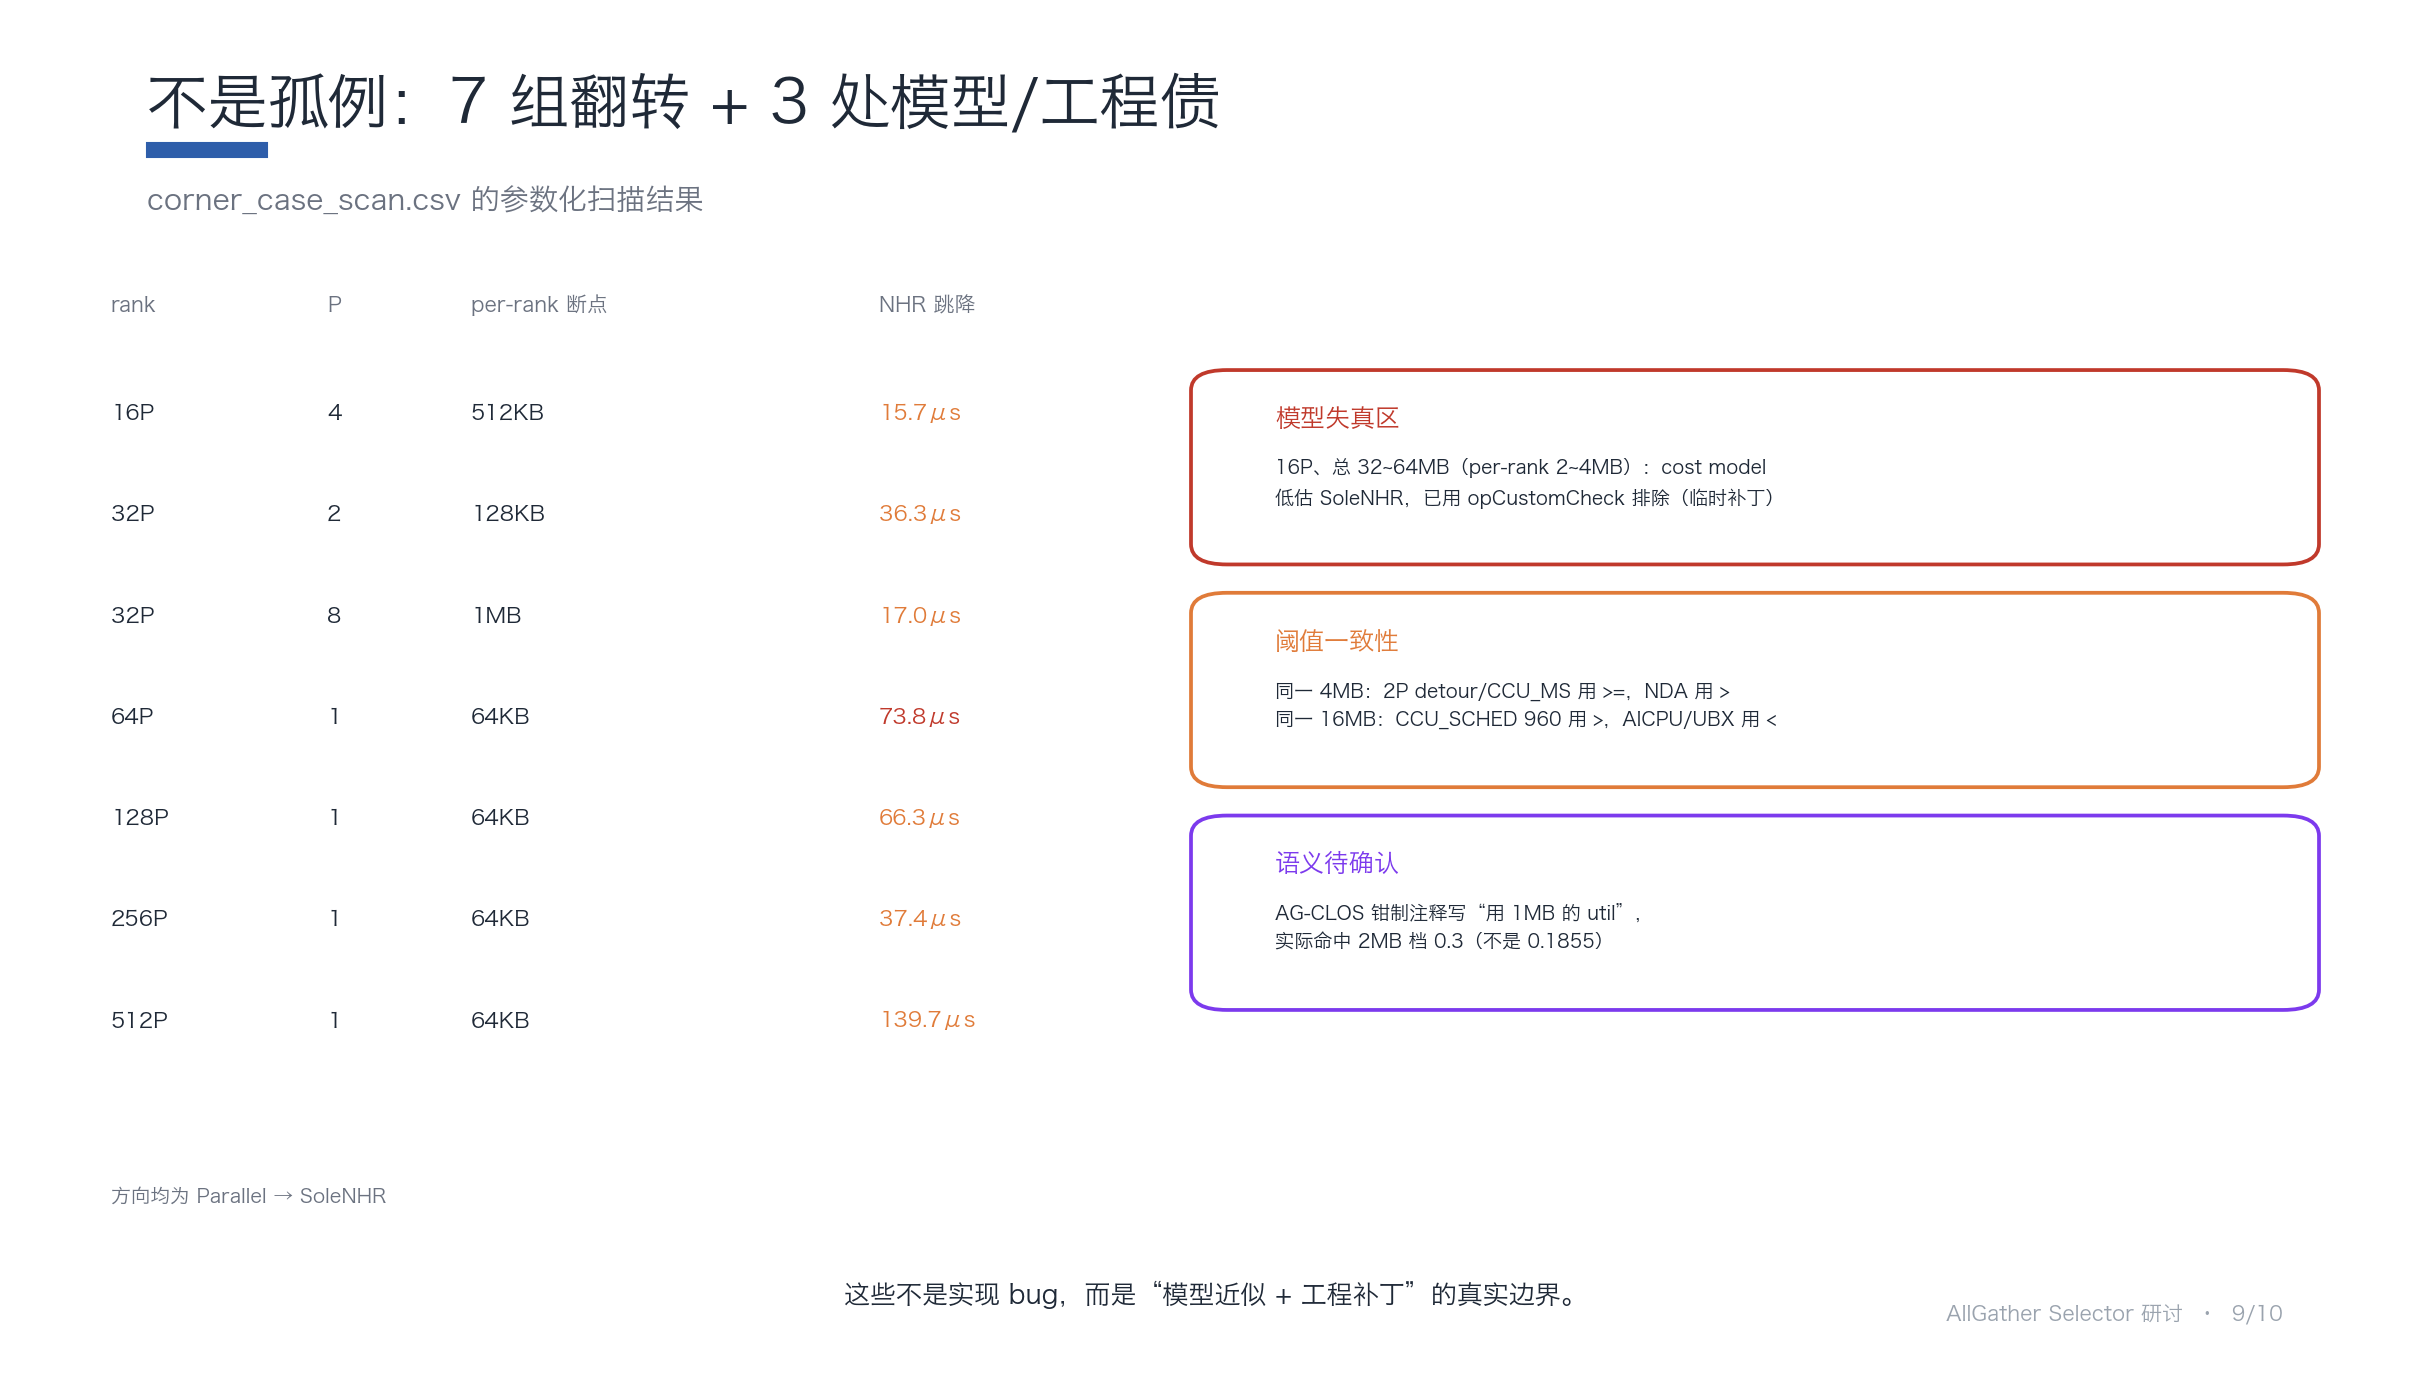 不是孤例：7 组翻转 + 3 处模型/工程债
corner_case_scan.csv 的参数化扫描结果
rank P per-rank 断点 NHR 跳降
16P 4 512KB 15.7μs
32P 2 128KB 36.3μs
32P 8 1MB 17.0μs
64P 1 64KB 73.8μs
128P 1 64KB 66.3μs
256P 1 64KB 37.4μs
512P 1 64KB 139.7μs
方向均为 Parallel → SoleNHR
模型失真区
16P、总 32~64MB（per-rank 2~4MB）：cost model
低估 SoleNHR，已用 opCustomCheck 排除（临时补丁）
阈值一致性
同一 4MB：2P detour/CCU_MS 用 >=，NDA 用 >
同一 16MB：CCU_SCHED 960 用 >，AICPU/UBX 用 <
语义待确认
AG-CLOS 钳制注释写“用 1MB 的 util”，
实际命中 2MB 档 0.3（不是 0.1855）
这些不是实现 bug，而是“模型近似 + 工程补丁”的真实边界。
AllGather Selector 研讨 · 9/10